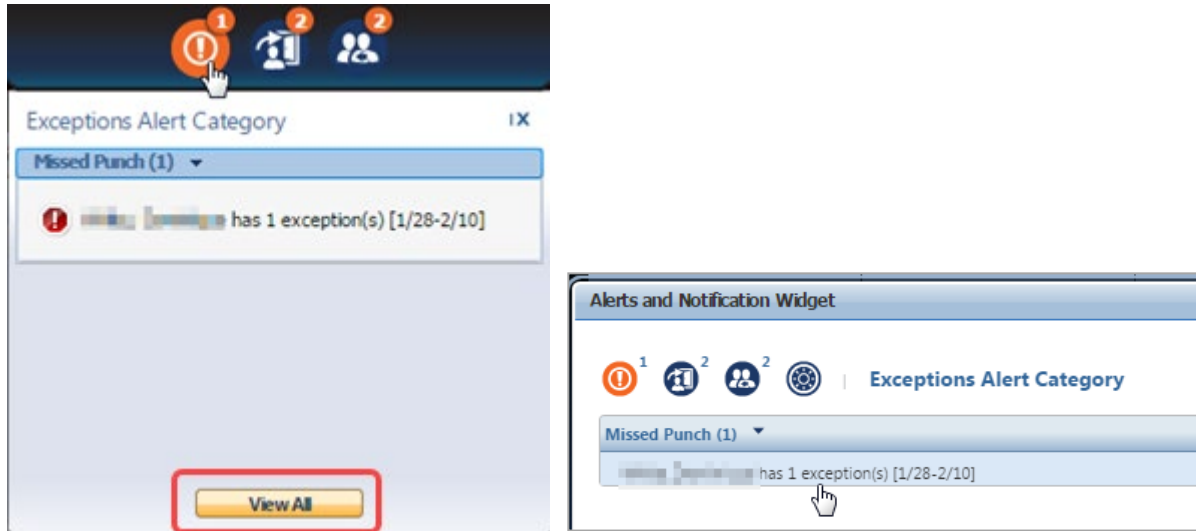 1 2 2
Exceptions Alert Category IX
Missed Punch (1)
has 1 exception(s) [1/28-2/10]
View All
Alerts and Notification Widget
1 2 2 | Exceptions Alert Category
Missed Punch (1)
has 1 exception(s) [1/28-2/10]